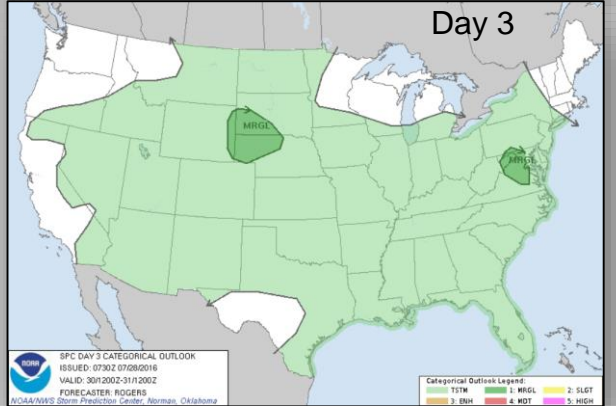 Day 3
MRGL
MRGL
NOAA
SPC DAY 3 CATEGORICAL OUTLOOK
ISSUED: 0730Z 07/28/2016
VALID: 30/1200Z-31/1200Z
FORECASTER: ROGERS
NOAA/NWS Storm Prediction Center, Norman, Oklahoma
Categorical Outlook Legend:
TSTM 1: MRGL 2: SLGT
3: ENH 4: MDT 5: HIGH